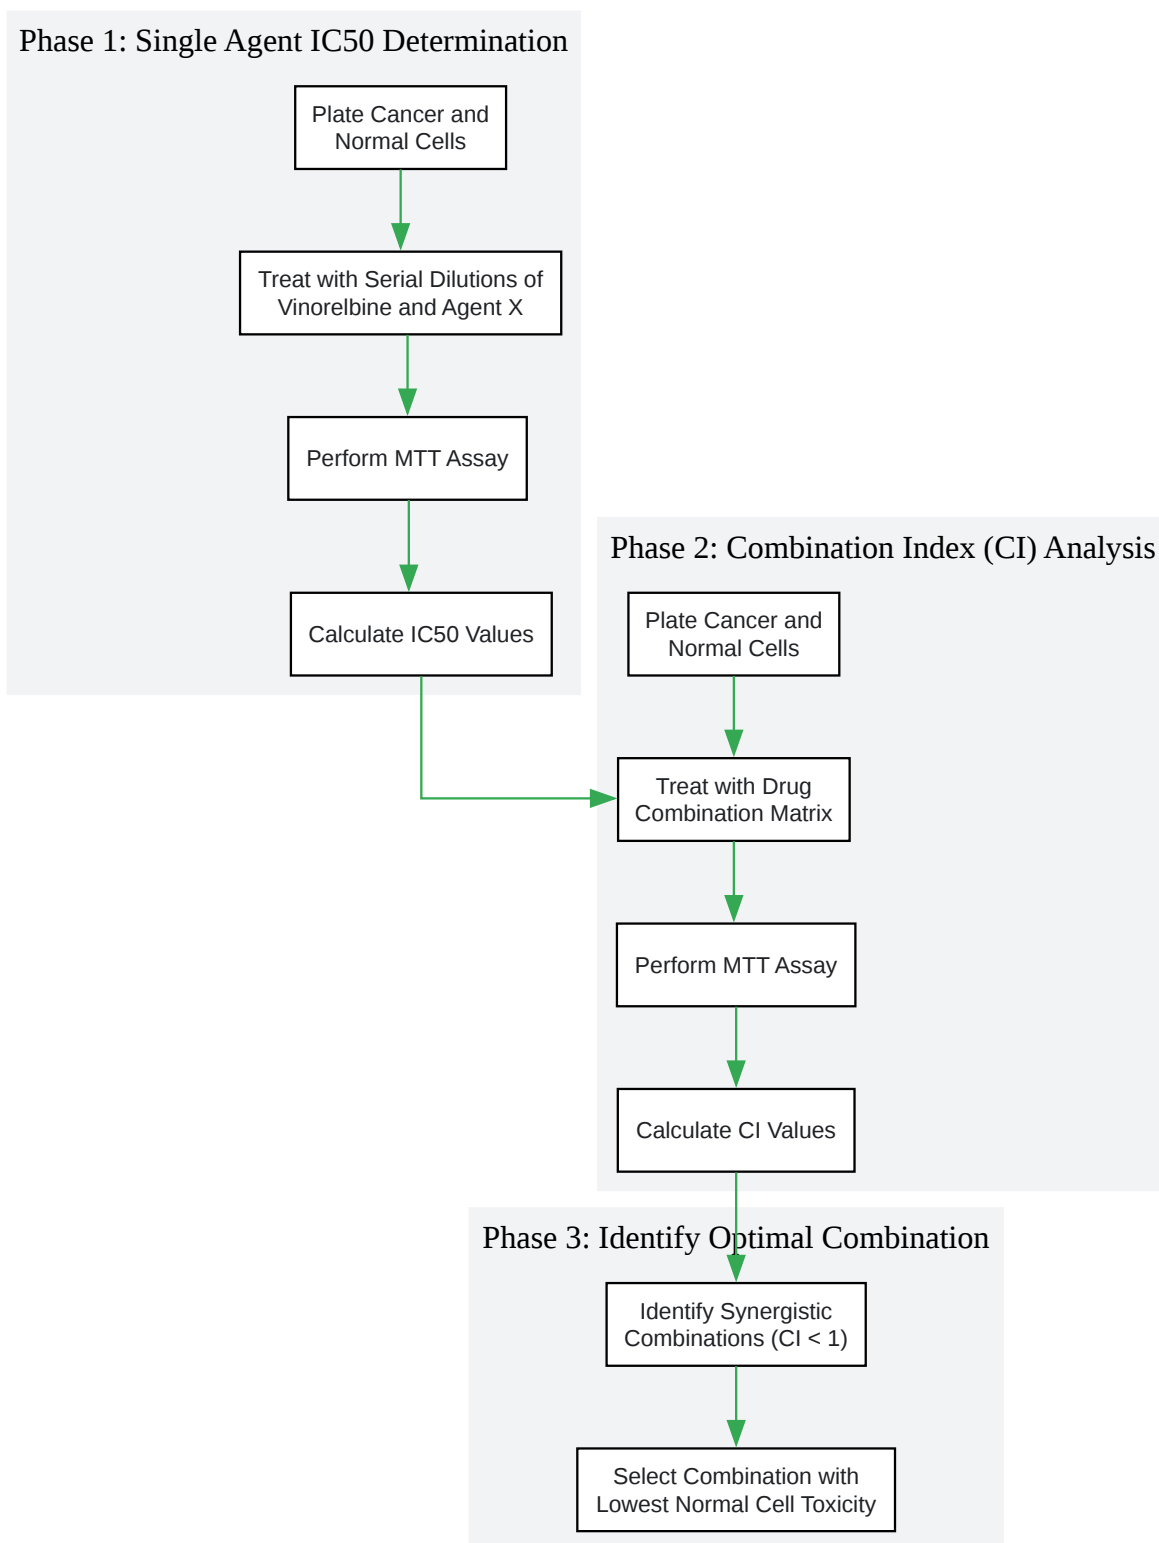 Phase 1: Single Agent IC50 Determination
Plate Cancer and
Normal Cells
Treat with Serial Dilutions of
Vinorelbine and Agent X
Perform MTT Assay
Calculate IC50 Values
Phase 2: Combination Index (CI) Analysis
Plate Cancer and
Normal Cells
Treat with Drug
Combination Matrix
Perform MTT Assay
Calculate CI Values
Phase 3: Identify Optimal Combination
Identify Synergistic
Combinations (CI < 1)
Select Combination with
Lowest Normal Cell Toxicity